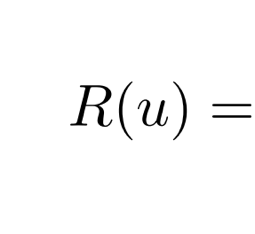 R(u) =